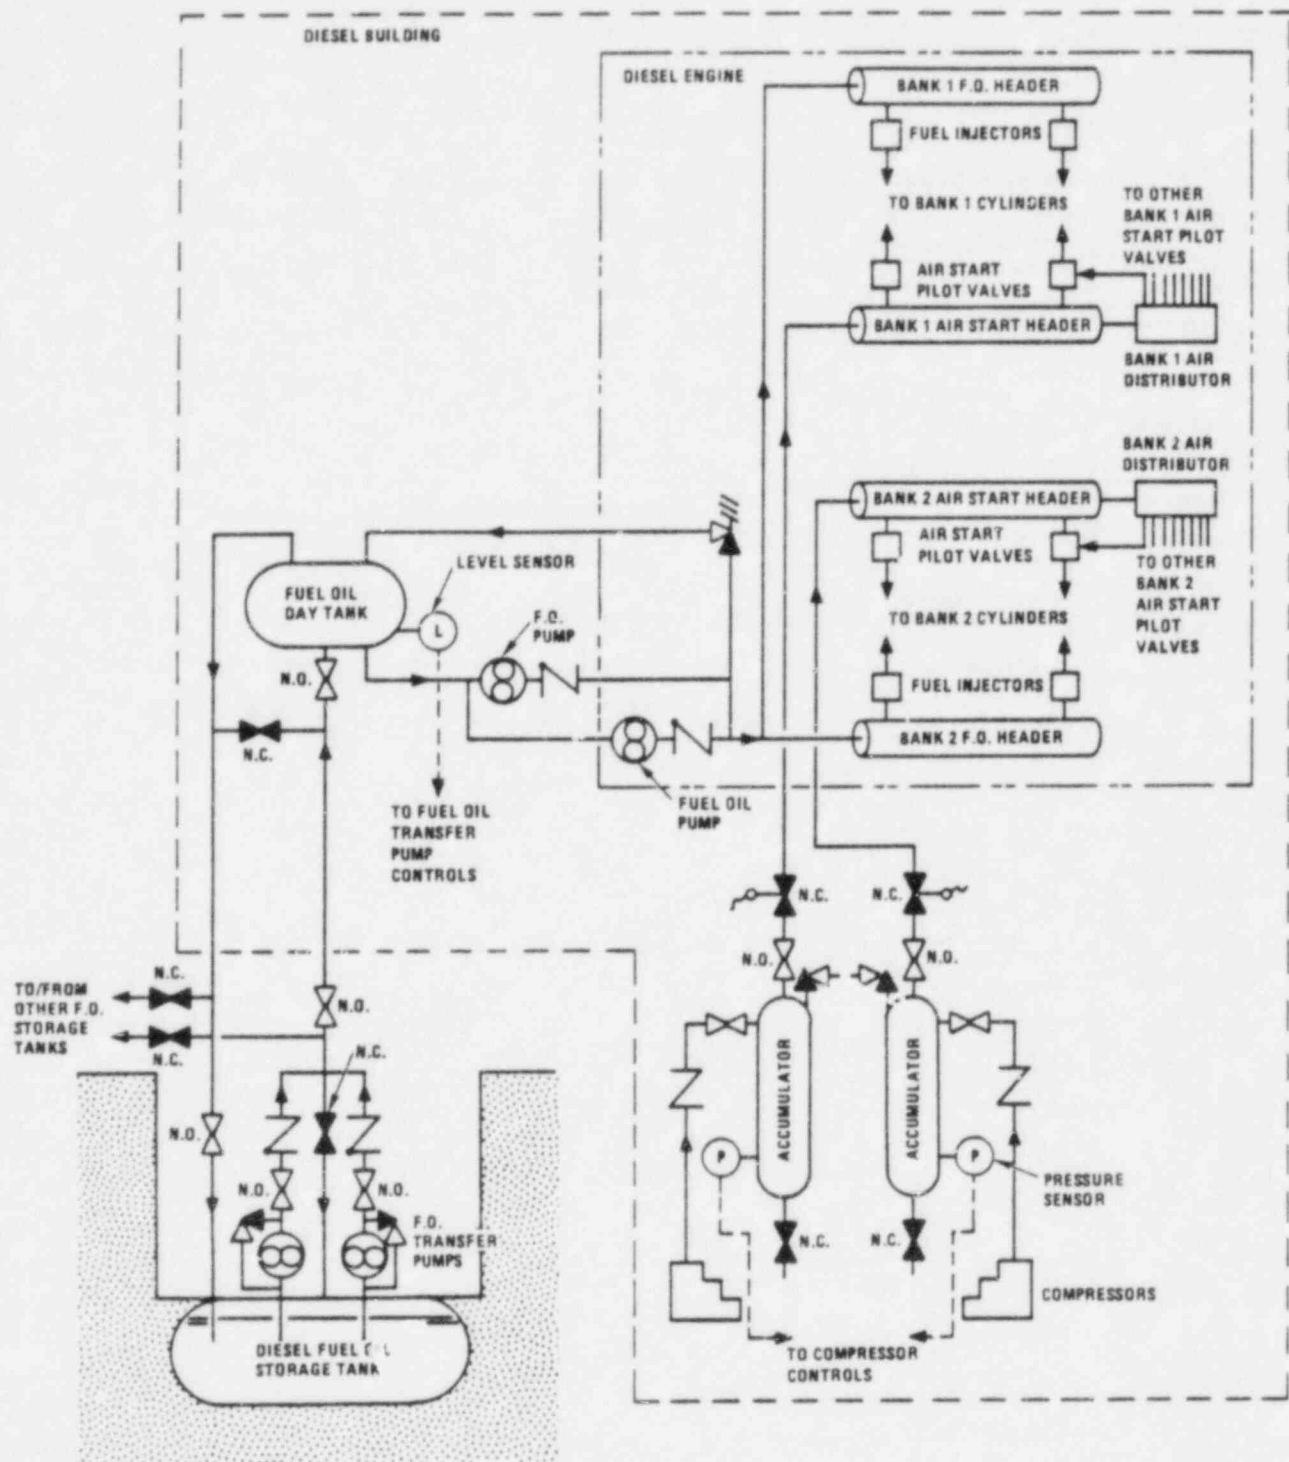 DIESEL BUILDING
DIESEL ENGINE
BANK 1 F.O. HEADER
FUEL INJECTORS
TO BANK 1 CYLINDERS
TO OTHER
BANK 1 AIR
START PILOT
VALVES
AIR START
PILOT VALVES
BANK 1 AIR START HEADER
BANK 1 AIR
DISTRIBUTOR
BANK 2 AIR
DISTRIBUTOR
BANK 2 AIR START HEADER
AIR START
PILOT VALVES
TO OTHER
BANK 2
AIR START
PILOT
VALVES
TO BANK 2 CYLINDERS
FUEL INJECTORS
BANK 2 F.O. HEADER
LEVEL SENSOR
FUEL OIL
DAY TANK
L
F.O.
PUMP
N.O.
N.C.
FUEL OIL
PUMP
TO FUEL OIL
TRANSFER
PUMP
CONTROLS
N.C.
N.C.
N.O.
N.O.
N.C.
TO/FROM
OTHER F.O.
STORAGE
TANKS
N.C.
N.O.
N.C.
N.O.
N.O.
N.O.
F.O.
TRANSFER
PUMPS
DIESEL FUEL OIL
STORAGE TANK
ACCUMULATOR
ACCUMULATOR
P
P
PRESSURE
SENSOR
N.C.
N.C.
COMPRESSORS
TO COMPRESSOR
CONTROLS